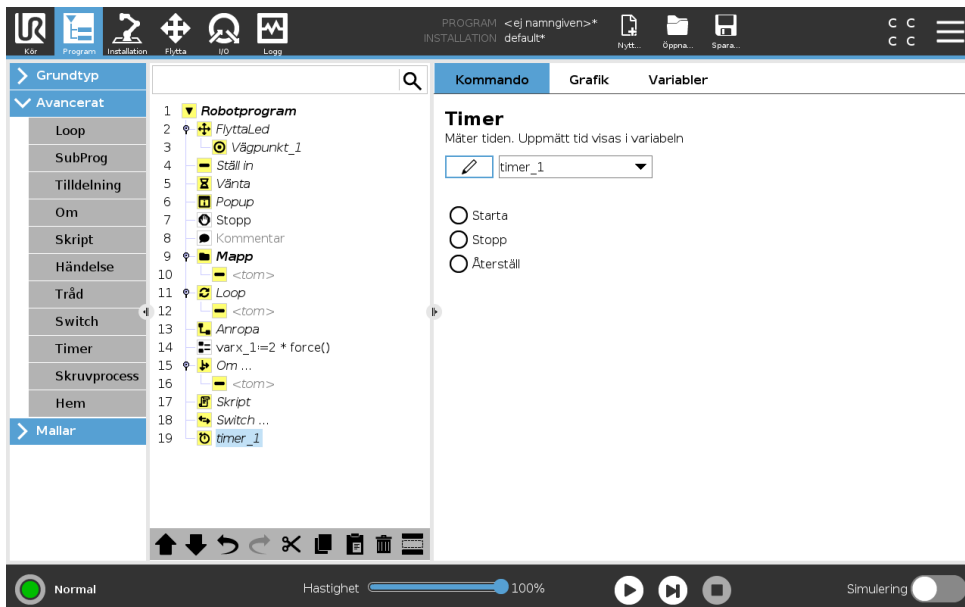 UR
PROGRAM <ej namngiven>*
INSTALLATION default*
Kör
Program
Installation
Flytta
I/O
Logg
Nytt...
Öppna...
Spara...
C C
C C
Grundtyp
Avancerat
Loop
SubProg
Tilldelning
Om
Skript
Händelse
Tråd
Switch
Timer
Skruvprocess
Hem
Mallar
1 Robotprogram
2 FlyttaLed
3 Vägpunkt_1
4 Ställ in
5 Vänta
6 Popup
7 Stopp
8 Kommentar
9 Mapp
10 <tom>
11 Loop
12 <tom>
13 Anropa
14 varx_1:=2 * force()
15 Om ...
16 <tom>
17 Skript
18 Switch ...
19 timer_1
Kommando Grafik Variabler
Timer
Mäter tiden. Uppmätt tid visas i variabeln
timer_1
Starta
Stopp
Återställ
Normal
Hastighet 100%
Simulering